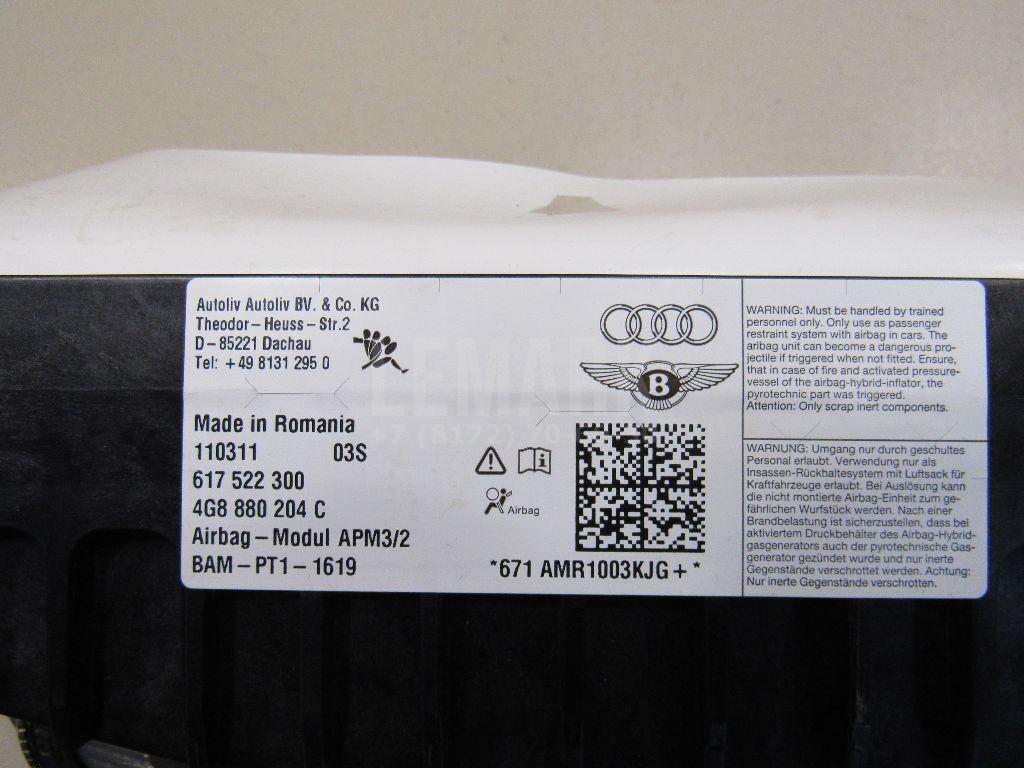 Autoliv Autoliv BV. & Co. KG
Theodor-Heuss-Str.2
D-85221 Dachau
Tel: +49 8131 295 0
Made in Romania
110311 03S
617 522 300
4G8 880 204 C
Airbag-Modul APM3/2
BAM-PT1-1619
B
Airbag
*671 AMR1003KJG+*
WARNING: Must be handled by trained
personnel only. Only use as passenger
restraint system with airbag in cars. The
aribag unit can become a dangerous pro-
jectile if triggered when not fitted. Ensure,
that in case of fire and activated pressure-
vessel of the airbag-hybrid-inflator, the
pyrotechnic part was triggered.
Attention: Only scrap inert components.
WARNUNG: Umgang nur durch geschultes
Personal erlaubt. Verwendung nur als
Insassen-Rückhaltesystem mit Luftsack für
Kraftfahrzeuge erlaubt. Bei Auslösung kann
die nicht montierte Airbag-Einheit zum ge-
fährlichen Wurfstück werden. Nach einer
Brandbelastung ist sicherzustellen, dass bei
aktiviertem Druckbehälter des Airbag-Hybrid-
gasgenerators auch der pyrotechnische Gas-
generator gezündet wurde und nur inerte
Gegenstände verschrottet werden. Achtung:
Nur inerte Gegenstände verschrotten.